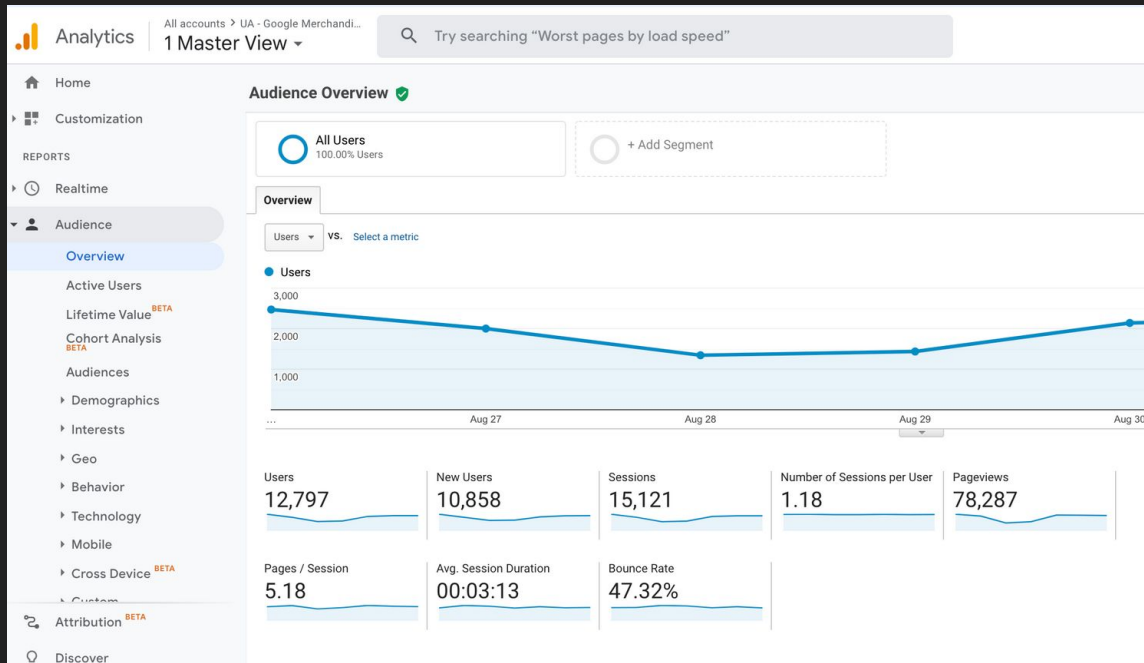 Analytics
All accounts > UA - Google Merchandi...
1 Master View
Try searching “Worst pages by load speed”
Home
Customization
REPORTS
Realtime
Audience
Overview
Active Users
Lifetime Value BETA
Cohort Analysis
BETA
Audiences
Demographics
Interests
Geo
Behavior
Technology
Mobile
Cross Device BETA
Custom
Attribution BETA
Discover
Audience Overview
All Users
100.00% Users
+ Add Segment
Overview
Users VS. Select a metric
Users
3,000
2,000
1,000
... Aug 27 Aug 28 Aug 29 Aug 30
Users
12,797
New Users
10,858
Sessions
15,121
Number of Sessions per User
1.18
Pageviews
78,287
Pages / Session
5.18
Avg. Session Duration
00:03:13
Bounce Rate
47.32%